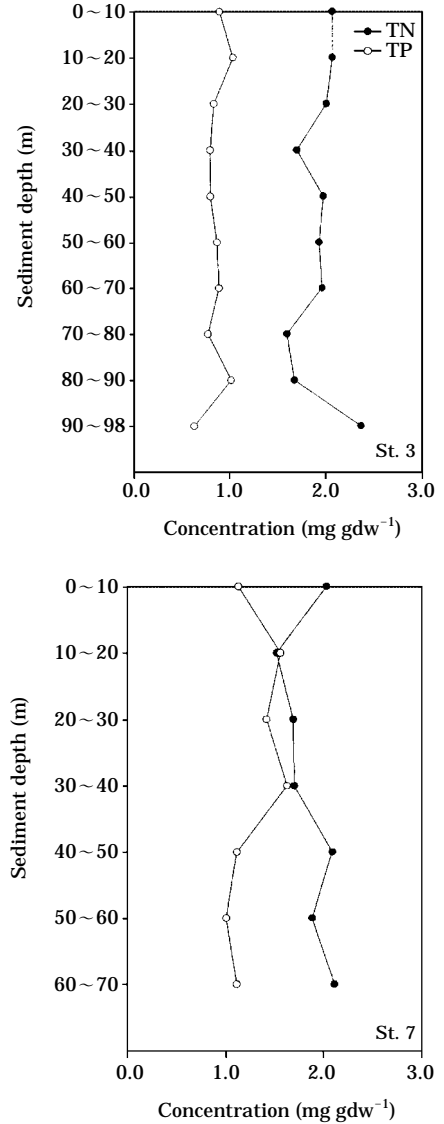 0~10
TN
10~20
TP
20~30
30~40
40~50
50~60
60~70
70~80
80~90
90~98
Sediment depth (m)
St. 3
0.0 1.0 2.0 3.0
Concentration (mg gdw⁻¹)
0~10
10~20
20~30
30~40
40~50
50~60
60~70
Sediment depth (m)
St. 7
0.0 1.0 2.0 3.0
Concentration (mg gdw⁻¹)